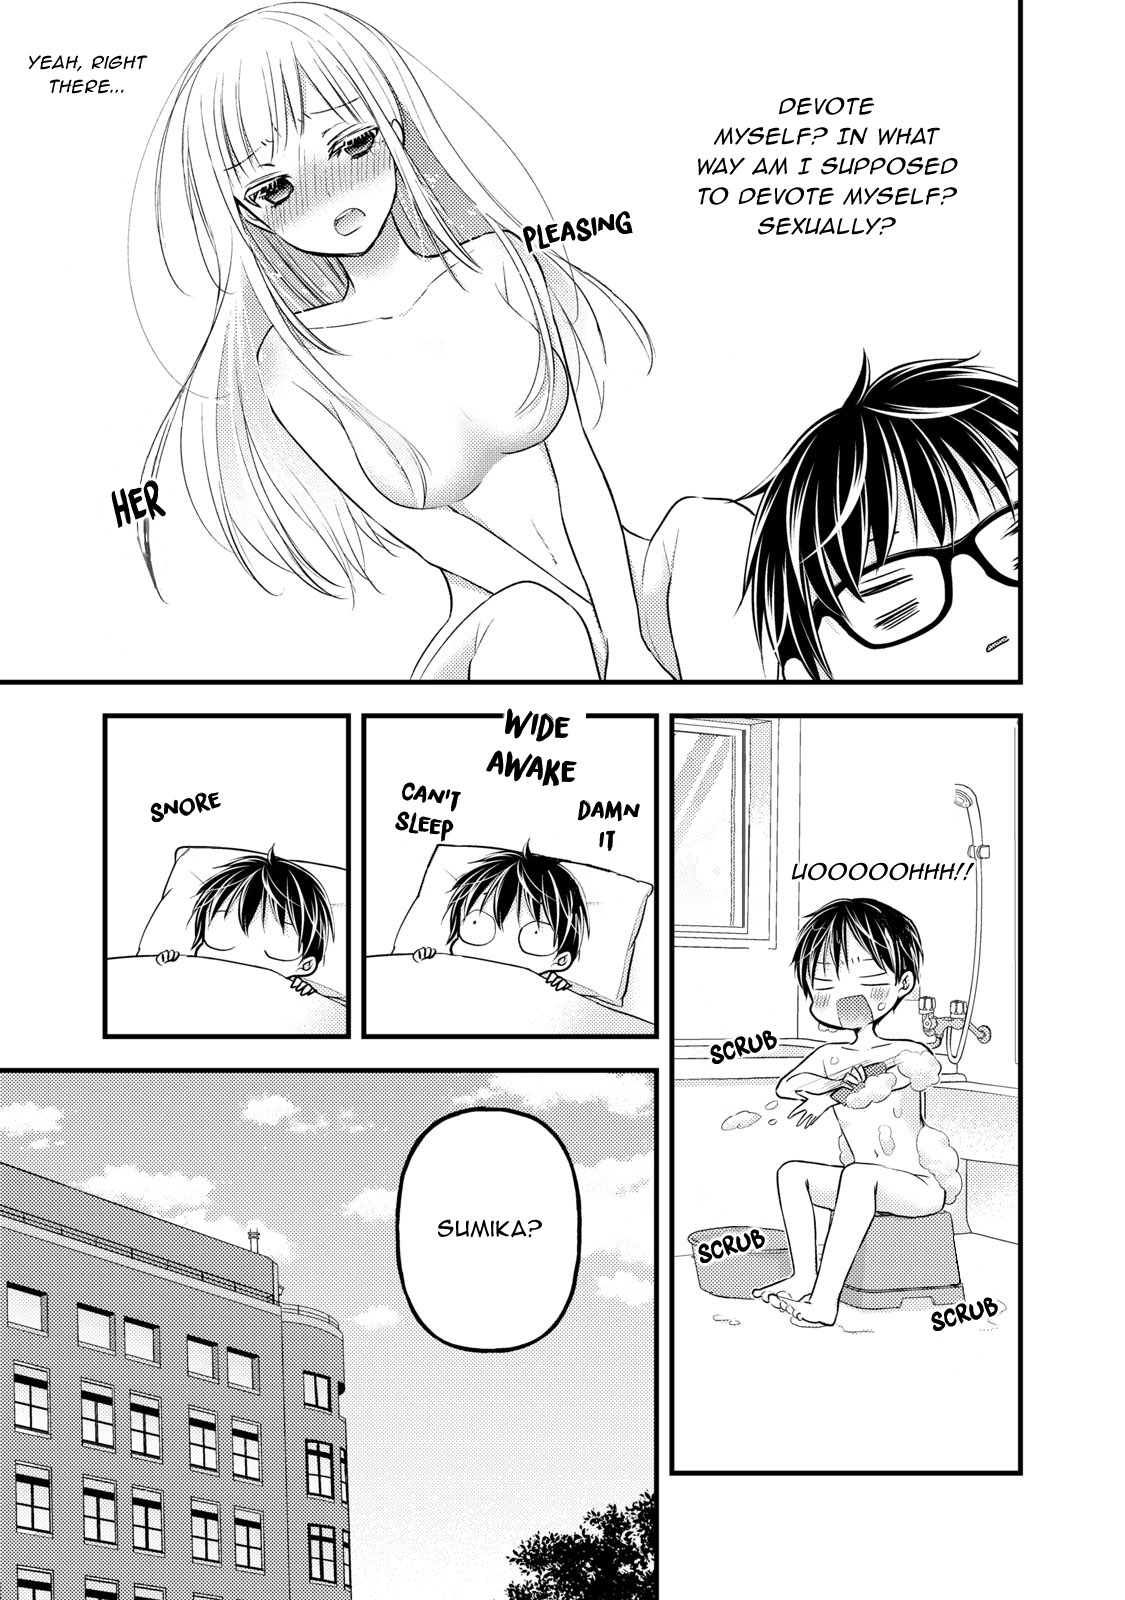 DEVOTE
MYSELF? IN WHAT
WAY AM I SUPPOSED
TO DEVOTE MYSELF?
SEXUALLY?
PLEASING
HER
YEAH, RIGHT
THERE...
UOOOOOHHH!!
SCRUB
SCRUB
SCRUB
WIDE
AWAKE
DAMN
IT
CAN'T
SLEEP
SNORE
SUMIKA?